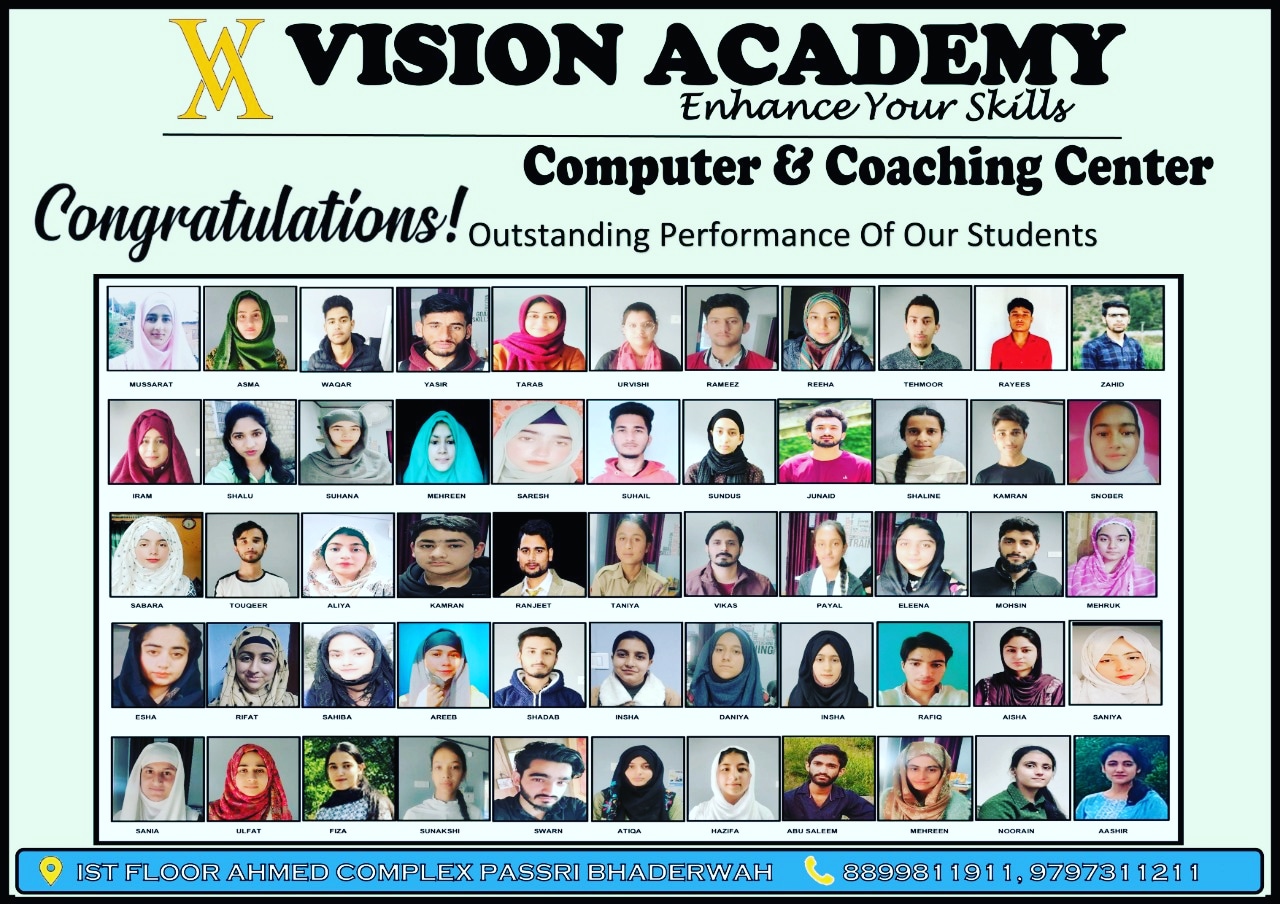 VA VISION ACADEMY
Enhance Your Skills
Computer & Coaching Center
Congratulations! Outstanding Performance Of Our Students
MUSSARAT ASMA WAQAR YASIR TARAB URVISHI RAMEEZ REEHA TEHMOOR RAYEES ZAHID
IRAM SHALU SUHANA MEHREEN SARESH SUHAIL SUNDUS JUNAID SHALINE KAMRAN SNOBER
SABARA TOUQEER ALIYA KAMRAN RANJEET TANIYA VIKAS PAYAL ELEENA MOHSIN MEHRUK
ESHA RIFAT SAHIBA AREEB SHADAB INSHA DANIYA INSHA RAFIQ AISHA SANIYA
SANIA ULFAT FIZA SUNAKSHI SWARN ATIQA HAZIFA ABU SALEEM MEHREEN NOORAIN AASHIR
IST FLOOR AHMED COMPLEX PASSRI BHADERWAH 8899811911, 9797311211